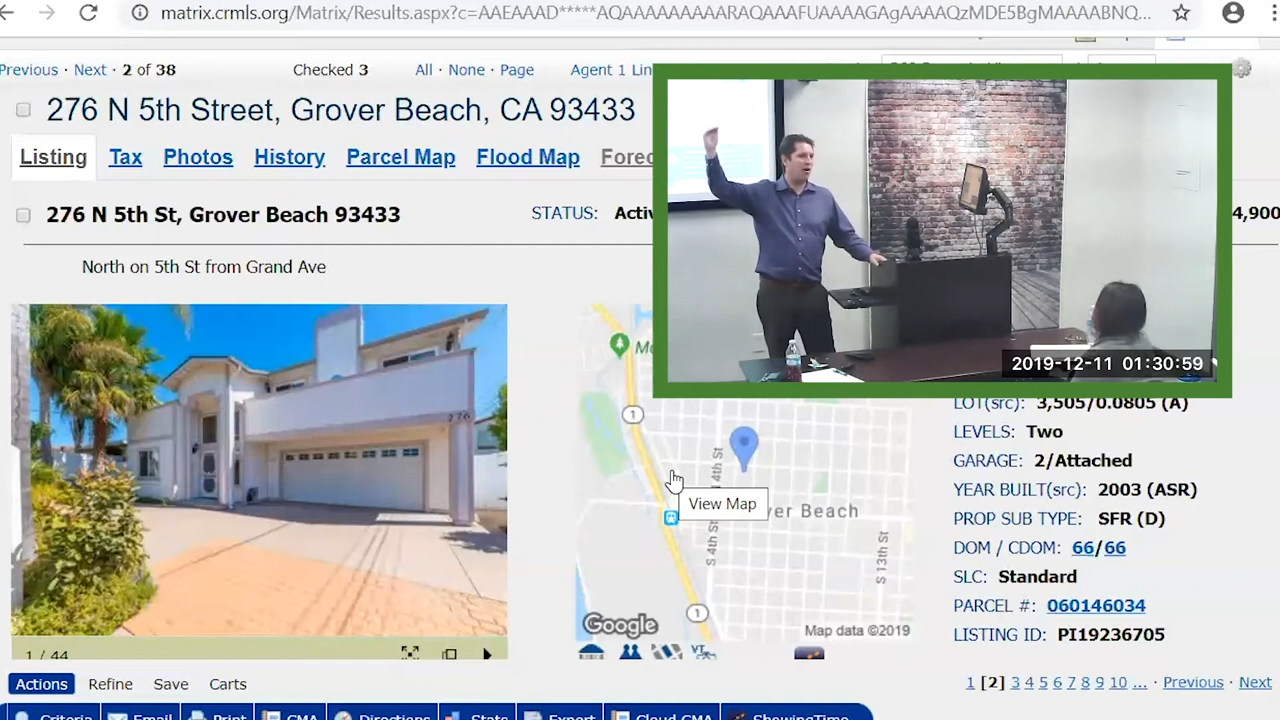 matrix.crmls.org/Matrix/Results.aspx?c=AAEAAAD*****AQAAAAAAAAARAQAAAFUAAAAGAgAAAAQzMDE5BgMAAAABNQ...
Previous · Next · 2 of 38 Checked 3 All · None · Page Agent 1 Lin
276 N 5th Street, Grover Beach, CA 93433
Listing Tax Photos History Parcel Map Flood Map Forec
276 N 5th St, Grover Beach 93433 STATUS: Activ 4,900
North on 5th St from Grand Ave
2019-12-11 01:30:59
276
1
N 4th St
View Map
ver Beach
S 4th St
S 13th St
1
Google
Map data ©2019
LOT(src): 3,505/0.0805 (A)
LEVELS: Two
GARAGE: 2/Attached
YEAR BUILT(src): 2003 (ASR)
PROP SUB TYPE: SFR (D)
DOM / CDOM: 66/66
SLC: Standard
PARCEL #: 060146034
LISTING ID: PI19236705
1 / 44
VT
Actions Refine Save Carts
1 [2] 3 4 5 6 7 8 9 10 ... · Previous · Next
Criteria Email Print CMA Directions Stats Export Cloud CMA ShowingTime